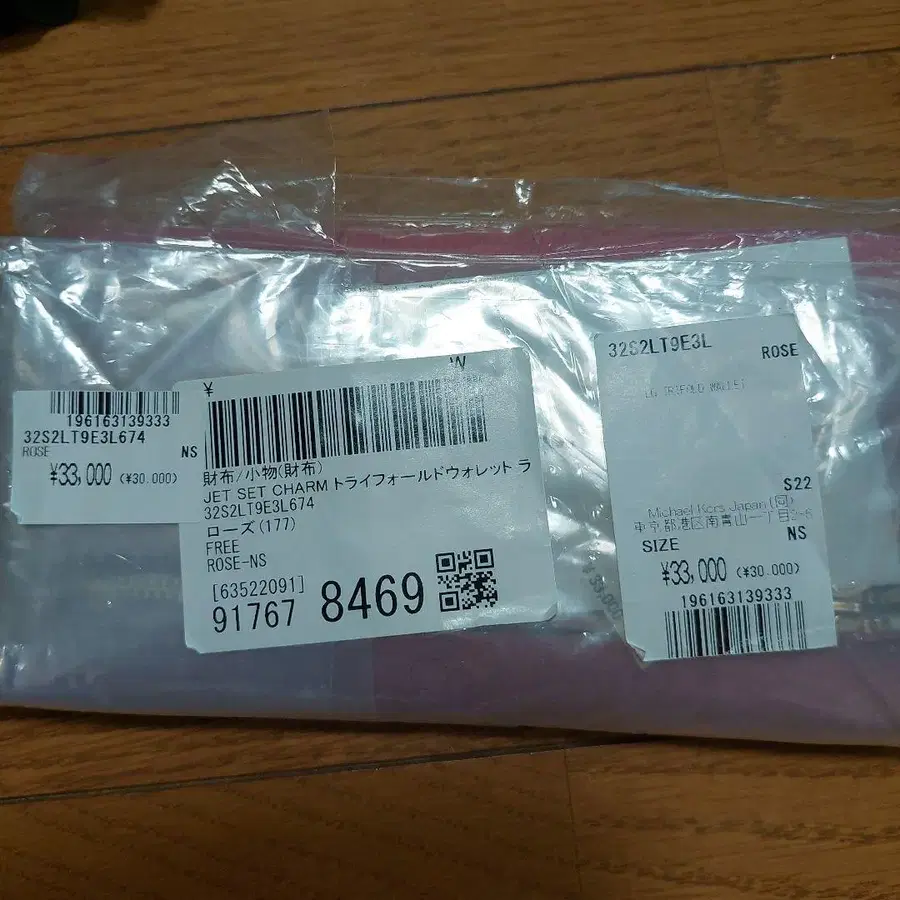 196163139333
32S2LT9E3L674
ROSE NS
¥33,000 (¥30.000)
¥
財布/小物(財布)
JET SET CHARM トライフォールドウォレット ラ
32S2LT9E3L674
ローズ(177)
FREE
ROSE-NS
[63522091]
91767 8469
32S2LT9E3L
ROSE
LG TRIFOLD WALLET
S22
Michael Kors Japan (同)
東京都港区南青山一丁目
NS
SIZE
¥33,000 (¥30.000)
196163139333